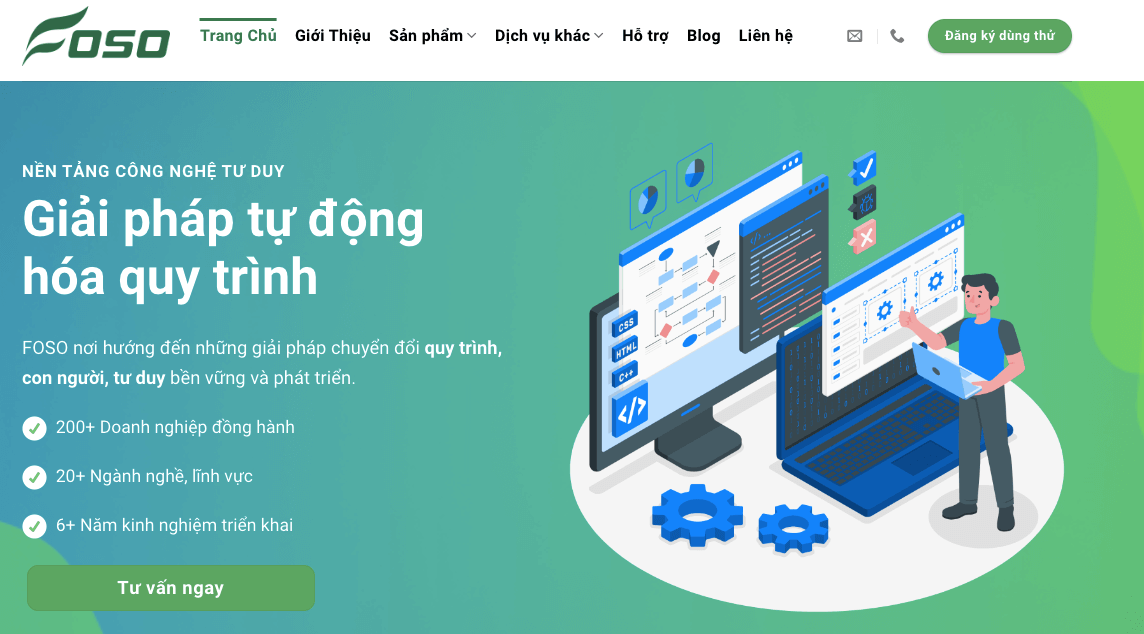 FOSO
Trang Chủ
Giới Thiệu
Sản phẩm
Dịch vụ khác
Hỗ trợ
Blog
Liên hệ
Đăng ký dùng thử
NỀN TẢNG CÔNG NGHỆ TƯ DUY
Giải pháp tự động
hóa quy trình
FOSO nơi hướng đến những giải pháp chuyển đổi quy trình,
con người, tư duy bền vững và phát triển.
200+ Doanh nghiệp đồng hành
20+ Ngành nghề, lĩnh vực
6+ Năm kinh nghiệm triển khai
Tư vấn ngay
CSS
HTML
C++
</>